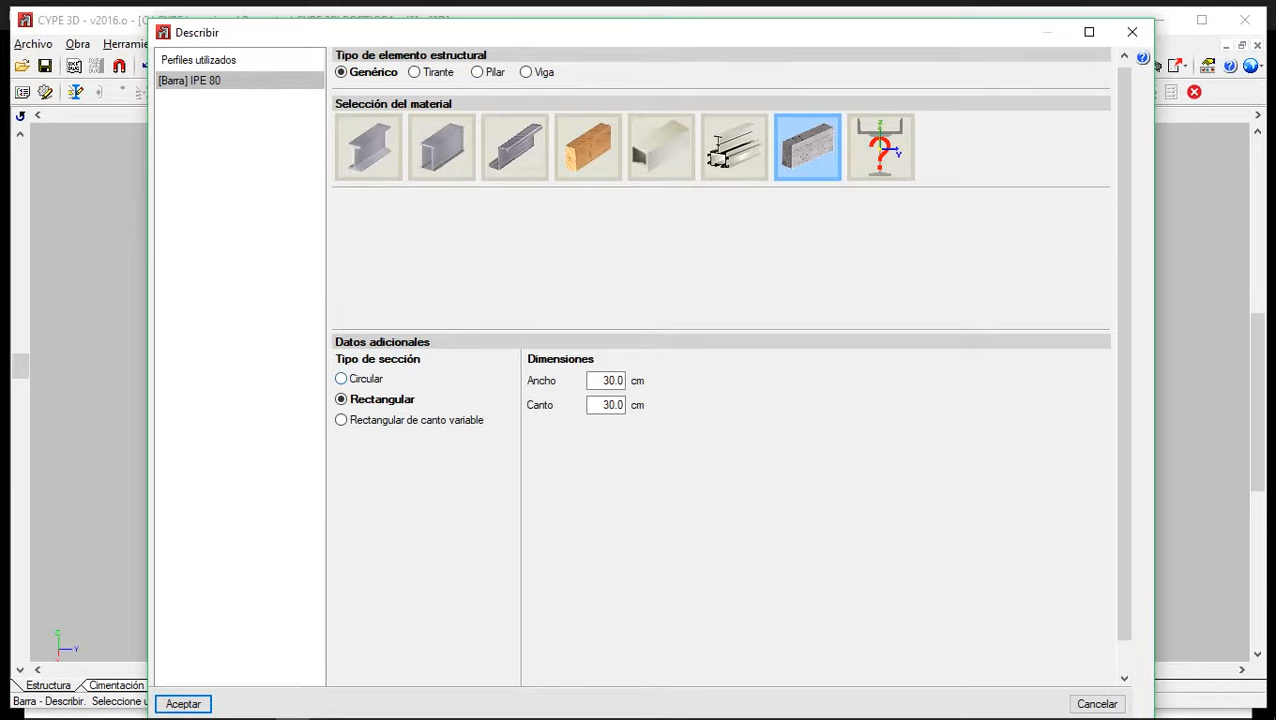 CYPE 3D - v2016.o - [C
Archivo Obra Herramie
Describir
Perfiles utilizados
[Barra] IPE 80
Tipo de elemento estructural
Genérico Tirante Pilar Viga
Selección del material
Z
Y
Datos adicionales
Tipo de sección
Circular
Rectangular
Rectangular de canto variable
Dimensiones
Ancho 30.0 cm
Canto 30.0 cm
Z
Y
Estructura Cimentación
Barra - Describir. Seleccione u
Aceptar Cancelar